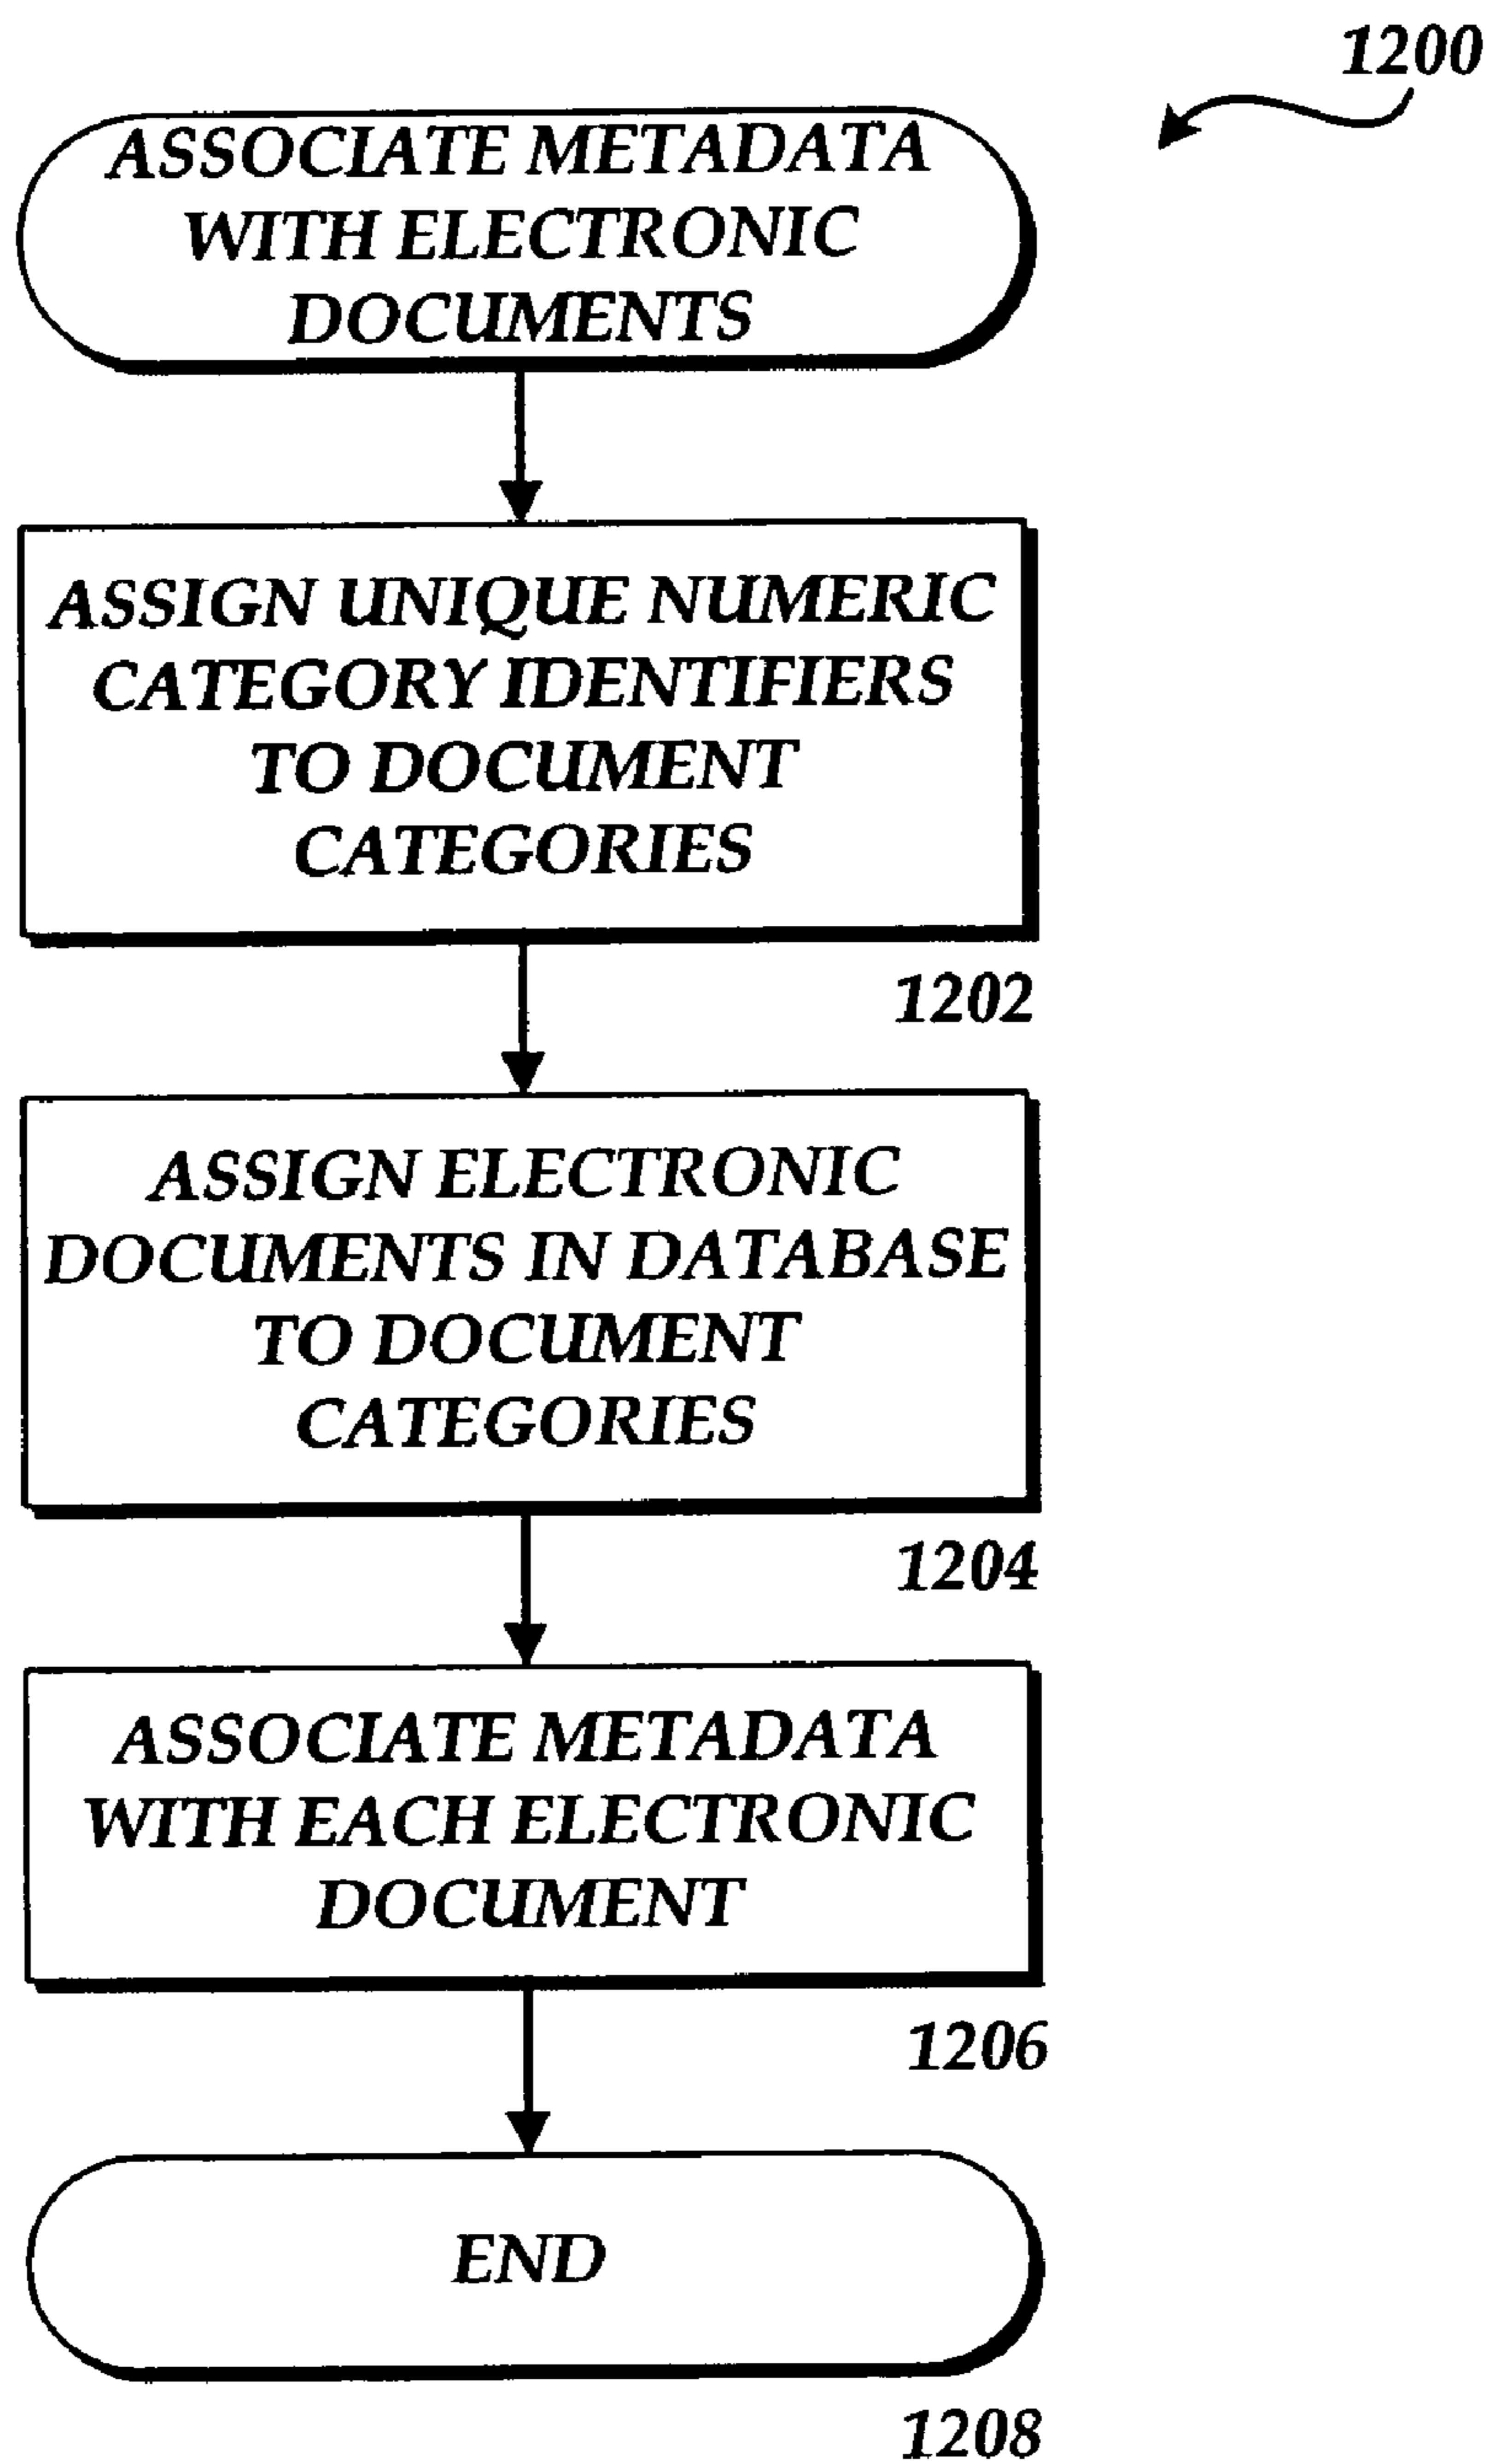 1200
ASSOCIATE METADATA
WITH ELECTRONIC
DOCUMENTS
ASSIGN UNIQUE NUMERIC
CATEGORY IDENTIFIERS
TO DOCUMENT
CATEGORIES
1202
ASSIGN ELECTRONIC
DOCUMENTS IN DATABASE
TO DOCUMENT
CATEGORIES
1204
ASSOCIATE METADATA
WITH EACH ELECTRONIC
DOCUMENT
1206
END
1208